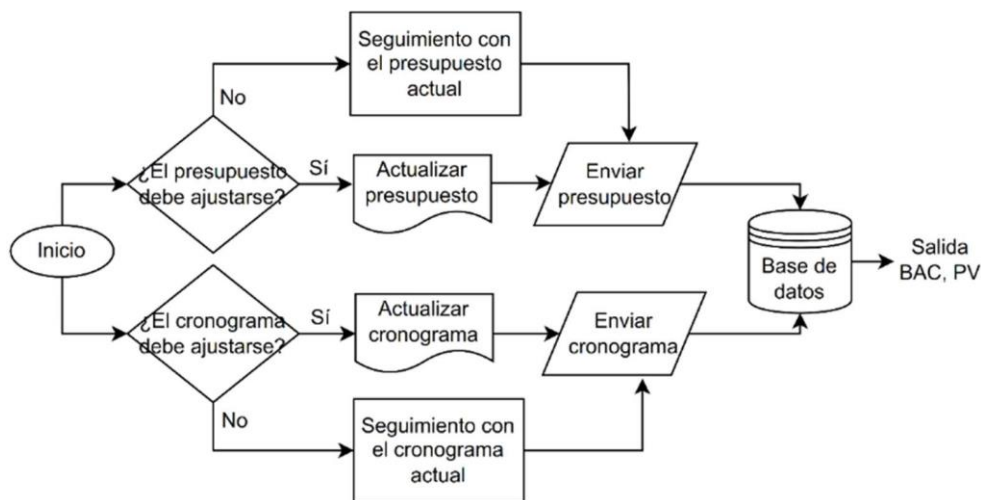 Seguimiento con
el presupuesto
actual
No
¿El presupuesto
debe ajustarse?
Sí
Actualizar
presupuesto
Enviar
presupuesto
Inicio
Base de
datos
Salida
BAC, PV
¿El cronograma
debe ajustarse?
Sí
Actualizar
cronograma
Enviar
cronograma
No
Seguimiento con
el cronograma
actual